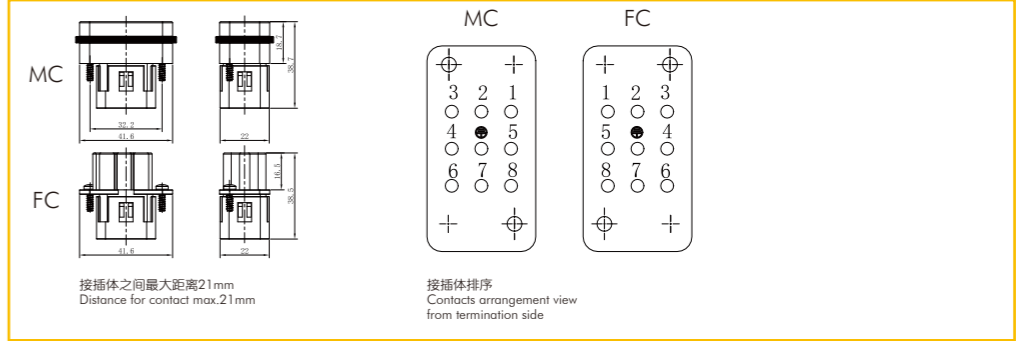 MC
18.7
38.7
32.2
41.6
22
FC
16.5
38.5
41.6
22
接插体之间最大距离21mm
Distance for contact max.21mm
MC
3 2 1
4 5
6 7 8
FC
1 2 3
5 4
8 7 6
接插体排序
Contacts arrangement view
from termination side